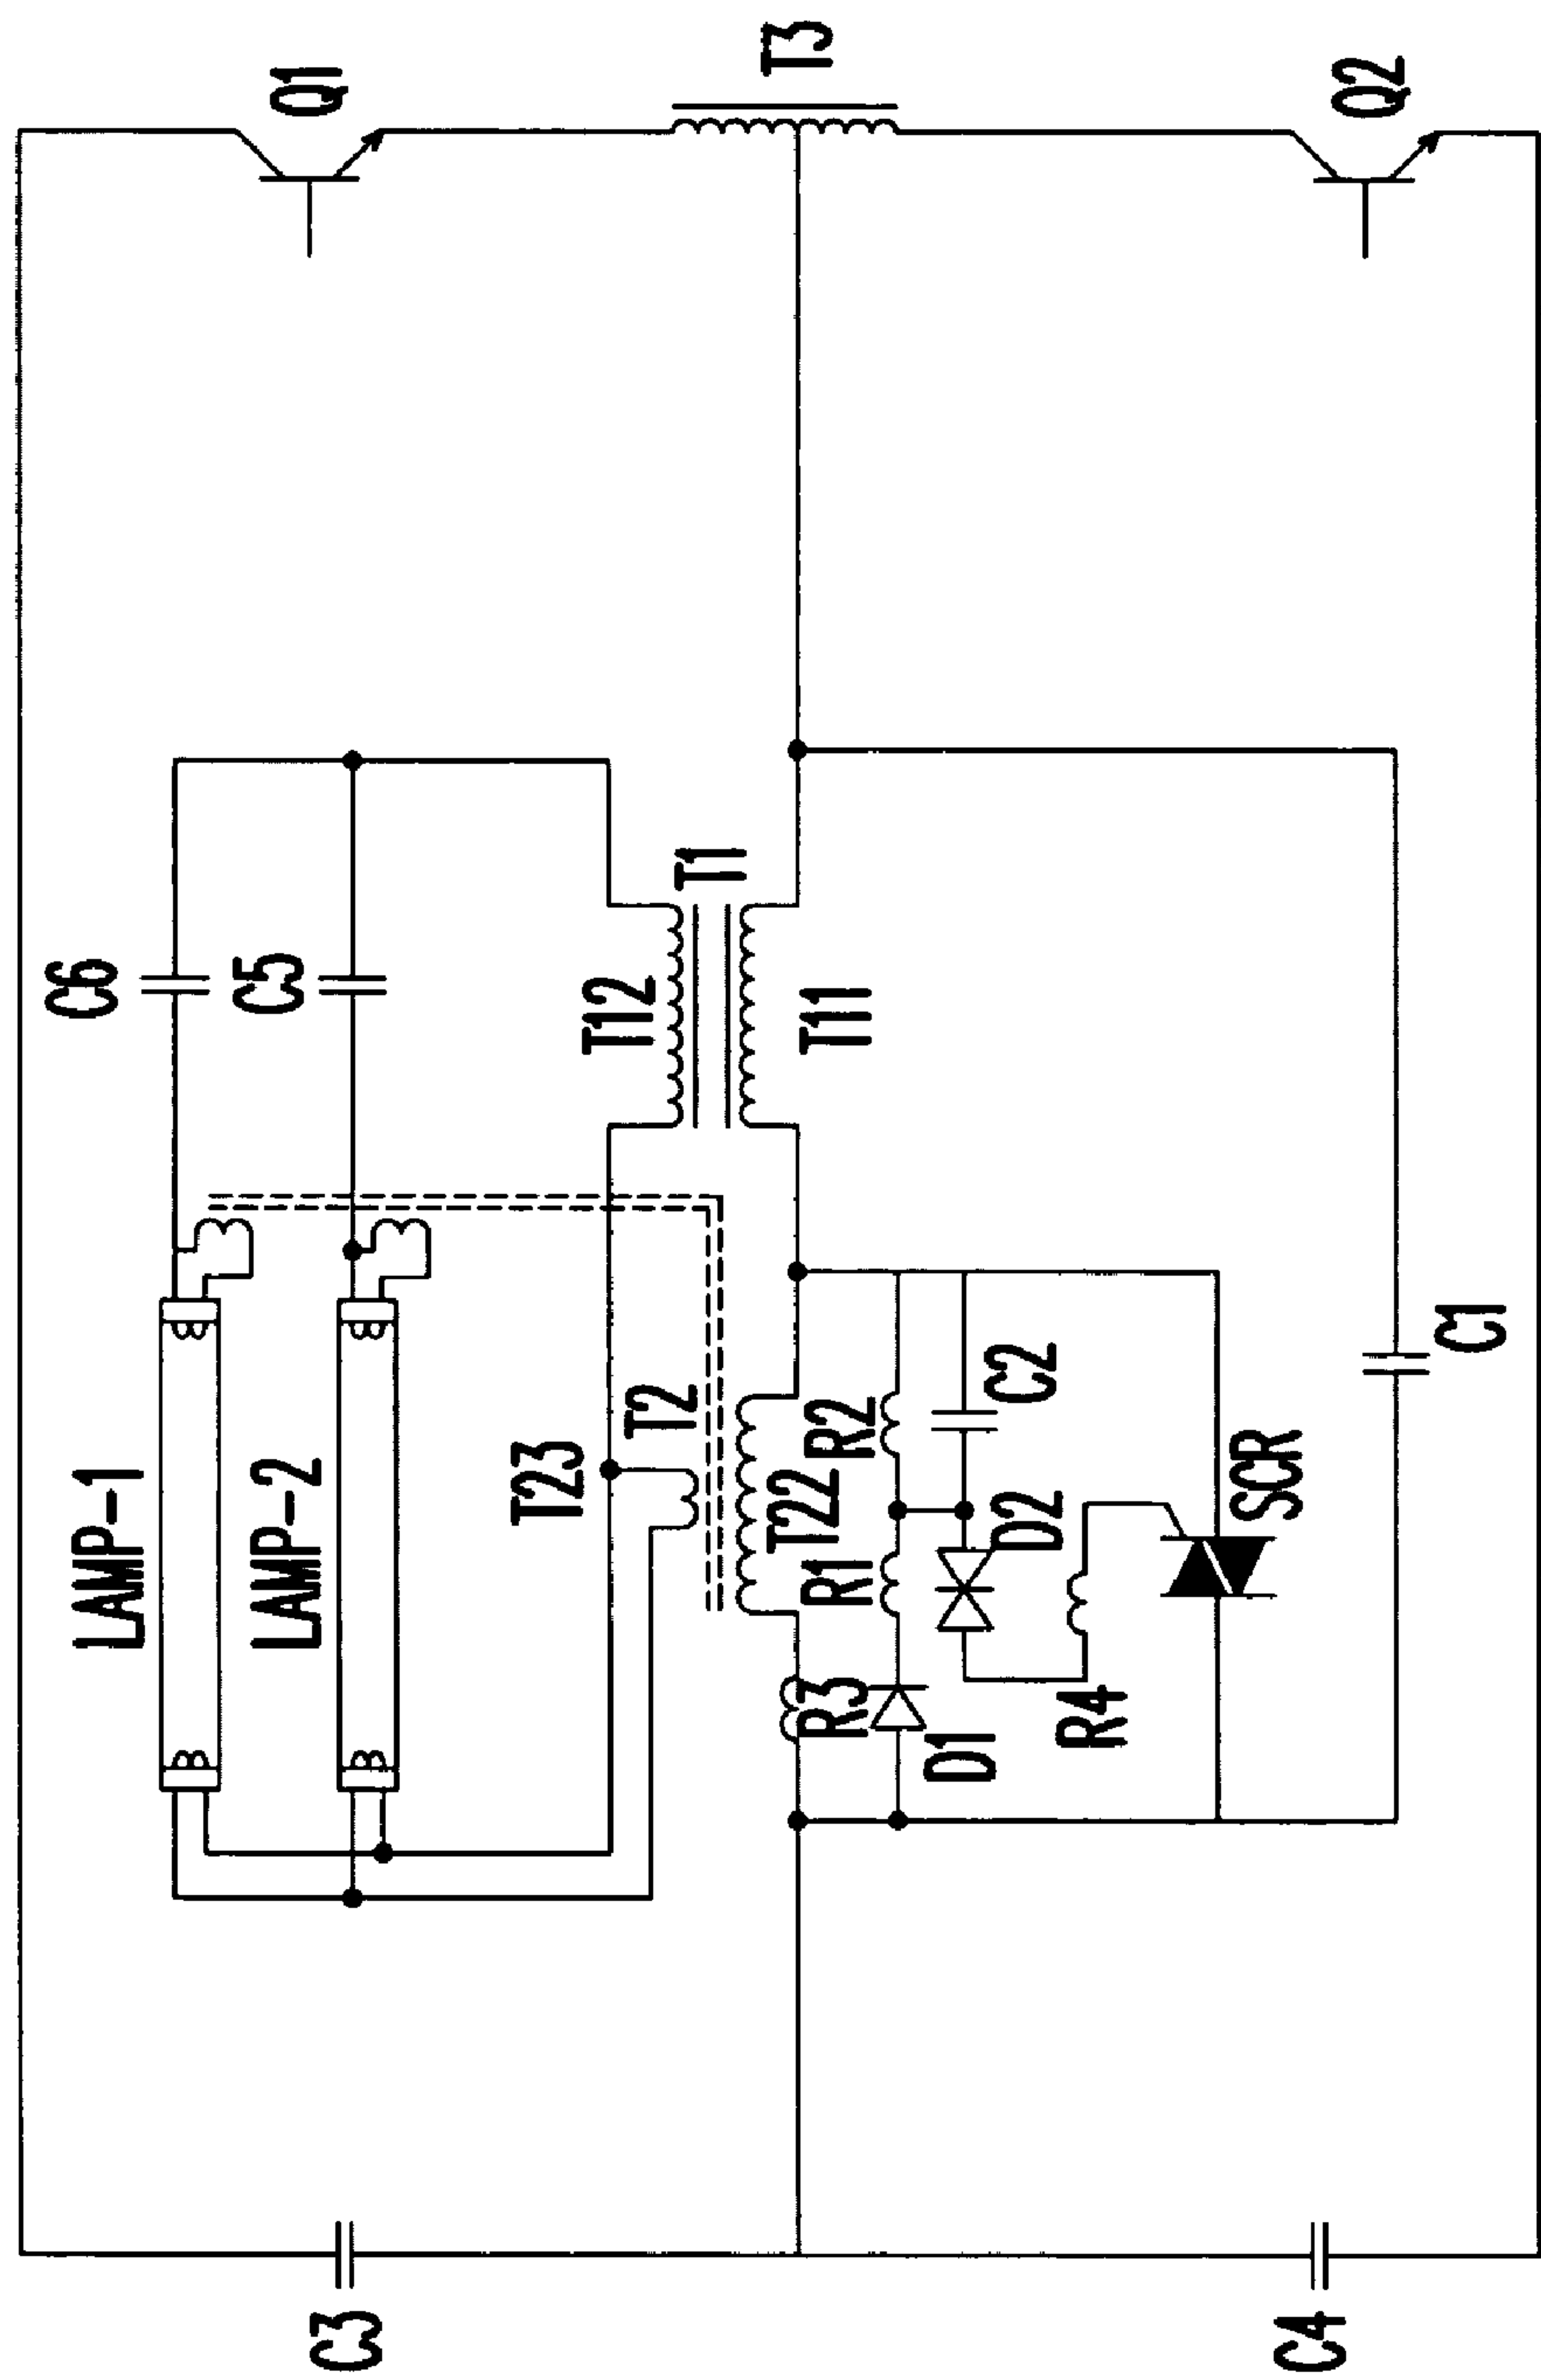 T3
Q1
Q2
T1
C6
C5
T12
T11
C1
C2
T2
R2
T23
SCR
LAMP-1
LAMP-2
T22
D2
R1
R3
R4
D1
C3
C4